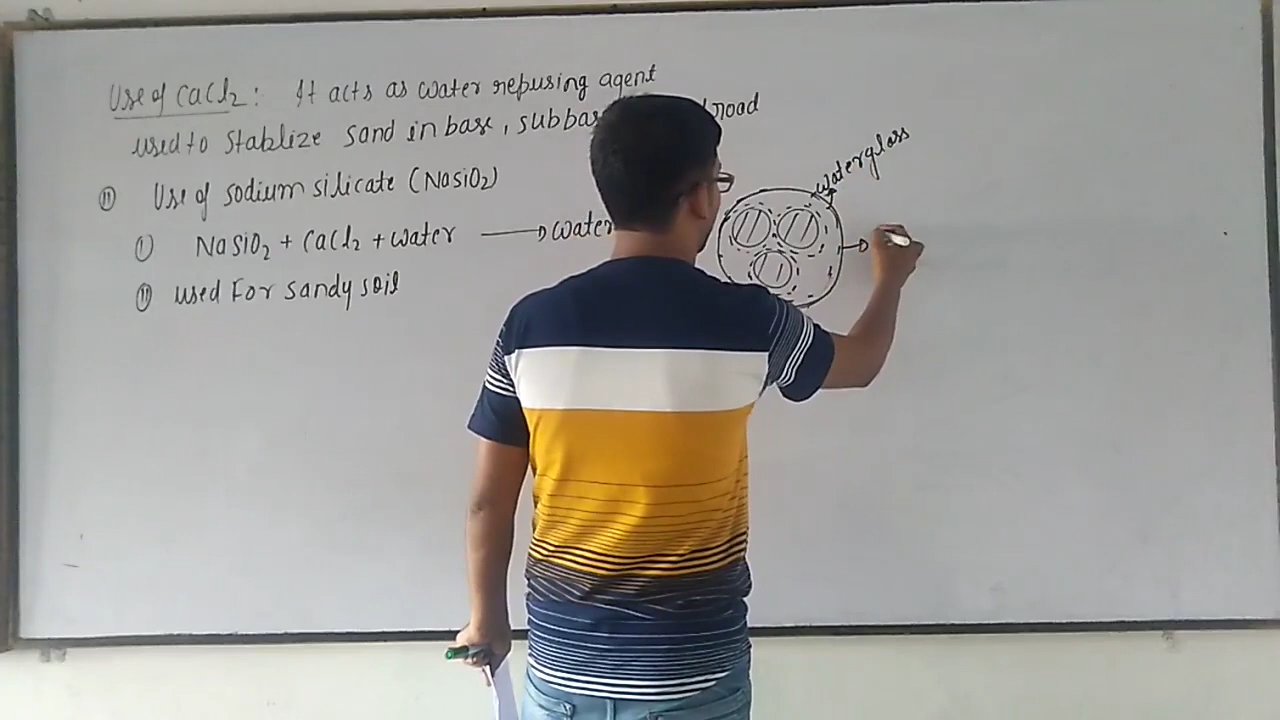 Use of CaCl2: It acts as water repusing agent
used to Stablize sand in base, subbas road
II Use of sodium silicate (NaSiO2)
I NaSiO2 + CaCl2 + water → water
II used For sandy soil
waterglass